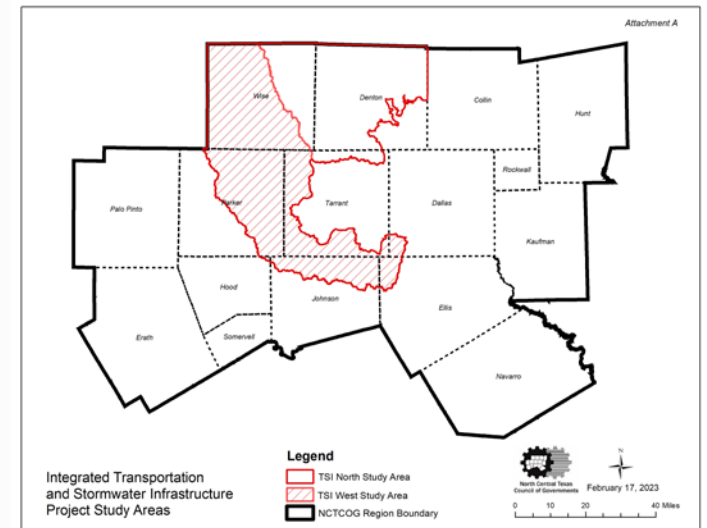 Attachment A
Wise
Denton
Collin
Hunt
Rockwall
Palo Pinto
Parker
Tarrant
Dallas
Kaufman
Hood
Johnson
Ellis
Erath
Somervell
Navarro
Integrated Transportation
and Stormwater Infrastructure
Project Study Areas
Legend
TSI North Study Area
TSI West Study Area
NCTCOG Region Boundary
North Central Texas
Council of Governments
N
February 17, 2023
0 10 20 40 Miles